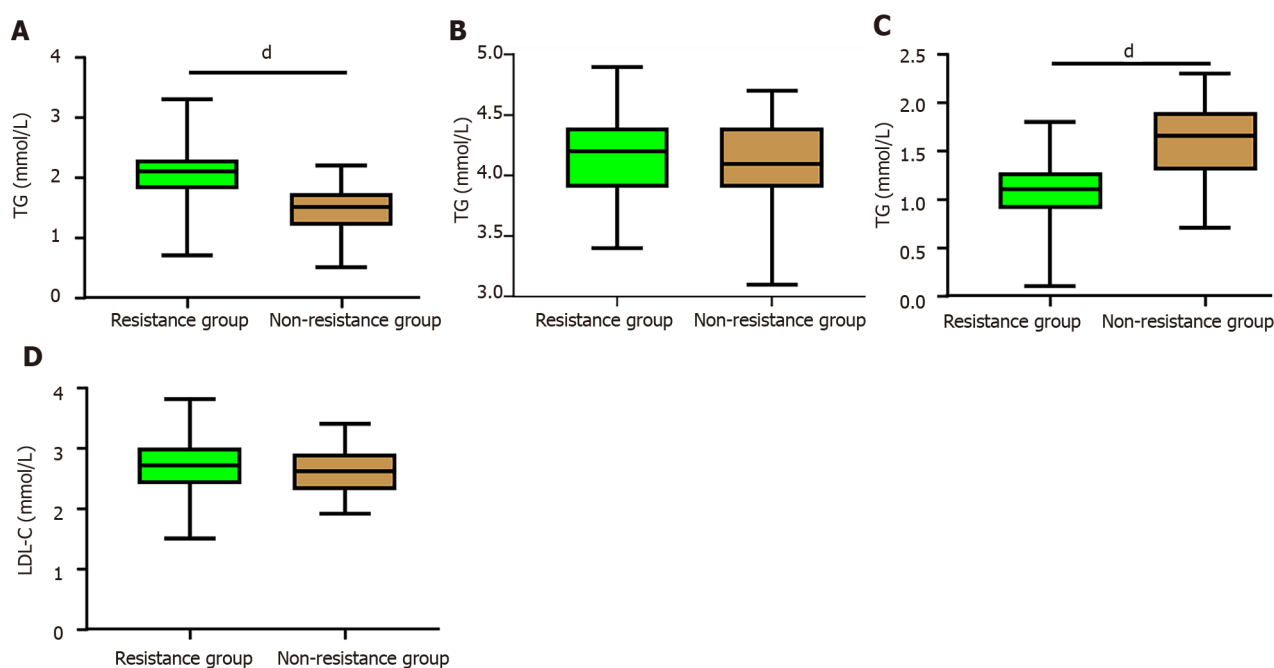 A
d
TG (mmol/L)
4
3
2
1
0
Resistance group
Non-resistance group
B
TG (mmol/L)
5.0
4.5
4.0
3.5
3.0
Resistance group
Non-resistance group
C
d
TG (mmol/L)
2.5
2.0
1.5
1.0
0.5
0.0
Resistance group
Non-resistance group
D
LDL-C (mmol/L)
4
3
2
1
0
Resistance group
Non-resistance group